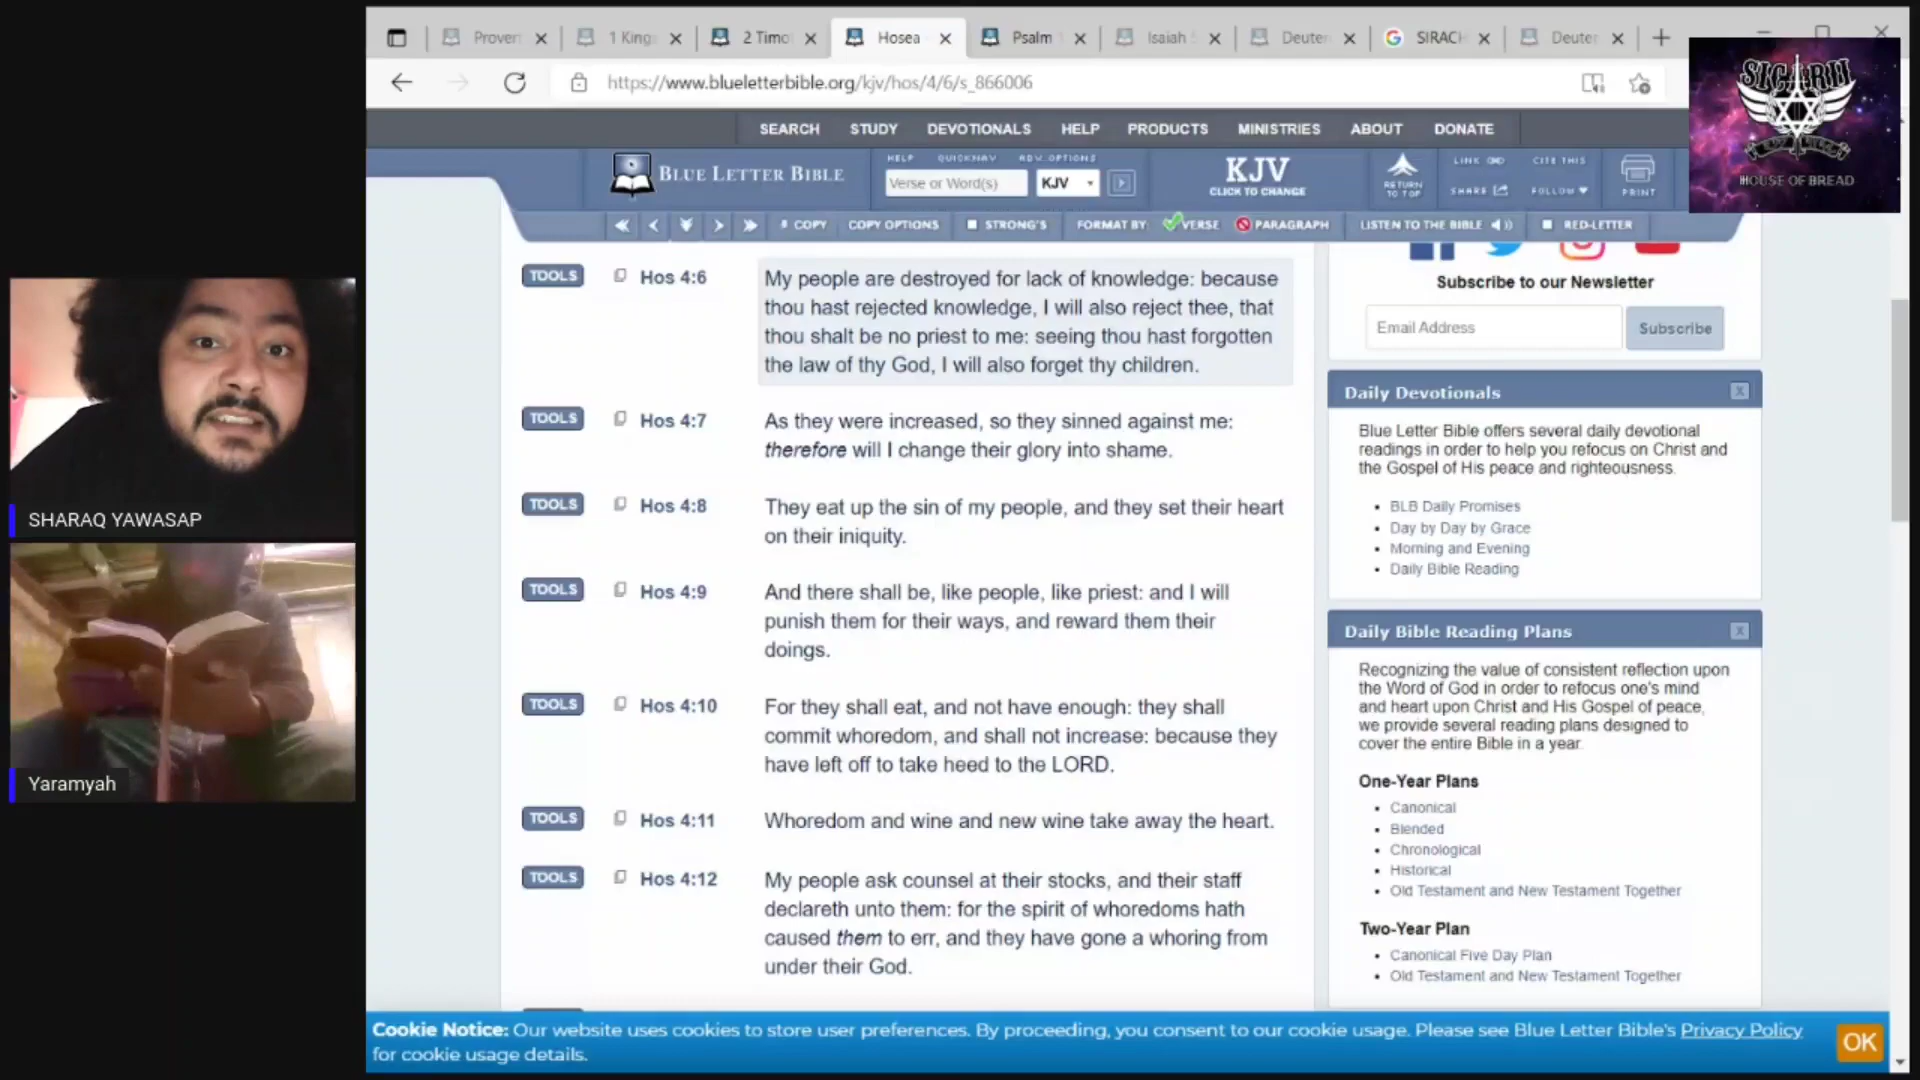 Provert
1 King
2 Timo
Hosea
Psalm
Isaiah
Deuter
SIRACH
Deuter
https://www.blueletterbible.org/kjv/hos/4/6/s_866006
SICARII
HOUSE OF BREAD
SEARCH STUDY DEVOTIONALS HELP PRODUCTS MINISTRIES ABOUT DONATE
HELP QUICKNAV ADV. OPTIONS
BLUE LETTER BIBLE
Verse or Word(s)
KJV
KJV
CLICK TO CHANGE
RETURN
TO TOP
LINK
CITE THIS
SHARE
FOLLOW
PRINT
COPY COPY OPTIONS STRONG'S FORMAT BY VERSE PARAGRAPH LISTEN TO THE BIBLE RED-LETTER
TOOLS Hos 4:6 My people are destroyed for lack of knowledge: because
thou hast rejected knowledge, I will also reject thee, that
thou shalt be no priest to me: seeing thou hast forgotten
the law of thy God, I will also forget thy children.
TOOLS Hos 4:7 As they were increased, so they sinned against me:
therefore will I change their glory into shame.
TOOLS Hos 4:8 They eat up the sin of my people, and they set their heart
on their iniquity.
TOOLS Hos 4:9 And there shall be, like people, like priest: and I will
punish them for their ways, and reward them their
doings.
TOOLS Hos 4:10 For they shall eat, and not have enough: they shall
commit whoredom, and shall not increase: because they
have left off to take heed to the LORD.
TOOLS Hos 4:11 Whoredom and wine and new wine take away the heart.
TOOLS Hos 4:12 My people ask counsel at their stocks, and their staff
declareth unto them: for the spirit of whoredoms hath
caused them to err, and they have gone a whoring from
under their God.
Subscribe to our Newsletter
Email Address
Subscribe
Daily Devotionals
Blue Letter Bible offers several daily devotional
readings in order to help you refocus on Christ and
the Gospel of His peace and righteousness.
BLB Daily Promises
Day by Day by Grace
Morning and Evening
Daily Bible Reading
Daily Bible Reading Plans
Recognizing the value of consistent reflection upon
the Word of God in order to refocus one's mind
and heart upon Christ and His Gospel of peace,
we provide several reading plans designed to
cover the entire Bible in a year.
One-Year Plans
Canonical
Blended
Chronological
Historical
Old Testament and New Testament Together
Two-Year Plan
Canonical Five Day Plan
Old Testament and New Testament Together
SHARAQ YAWASAP
Yaramyah
Cookie Notice: Our website uses cookies to store user preferences. By proceeding, you consent to our cookie usage. Please see Blue Letter Bible's Privacy Policy
for cookie usage details.
OK